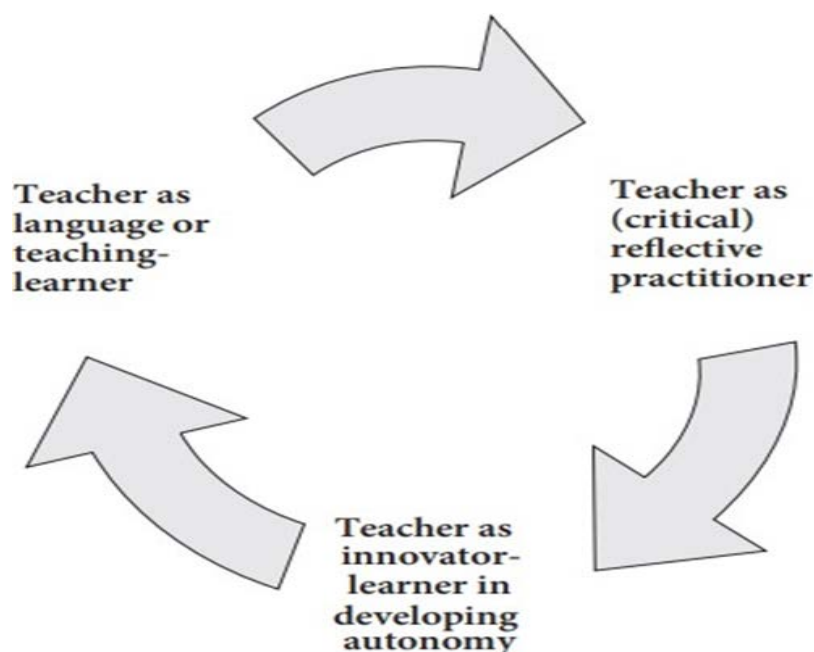 Teacher as
language or
teaching-
learner
Teacher as
(critical)
reflective
practitioner
Teacher as
innovator-
learner in
developing
autonomy